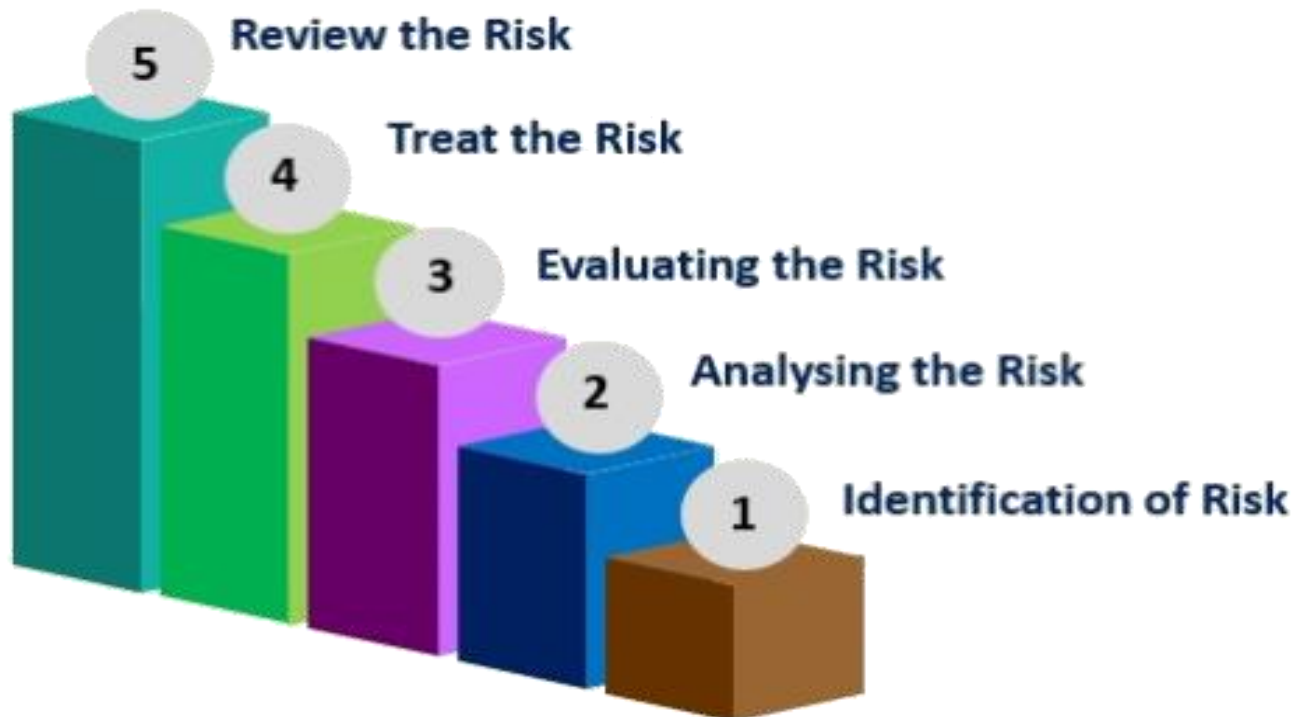 5 Review the Risk
4 Treat the Risk
3 Evaluating the Risk
2 Analysing the Risk
1 Identification of Risk